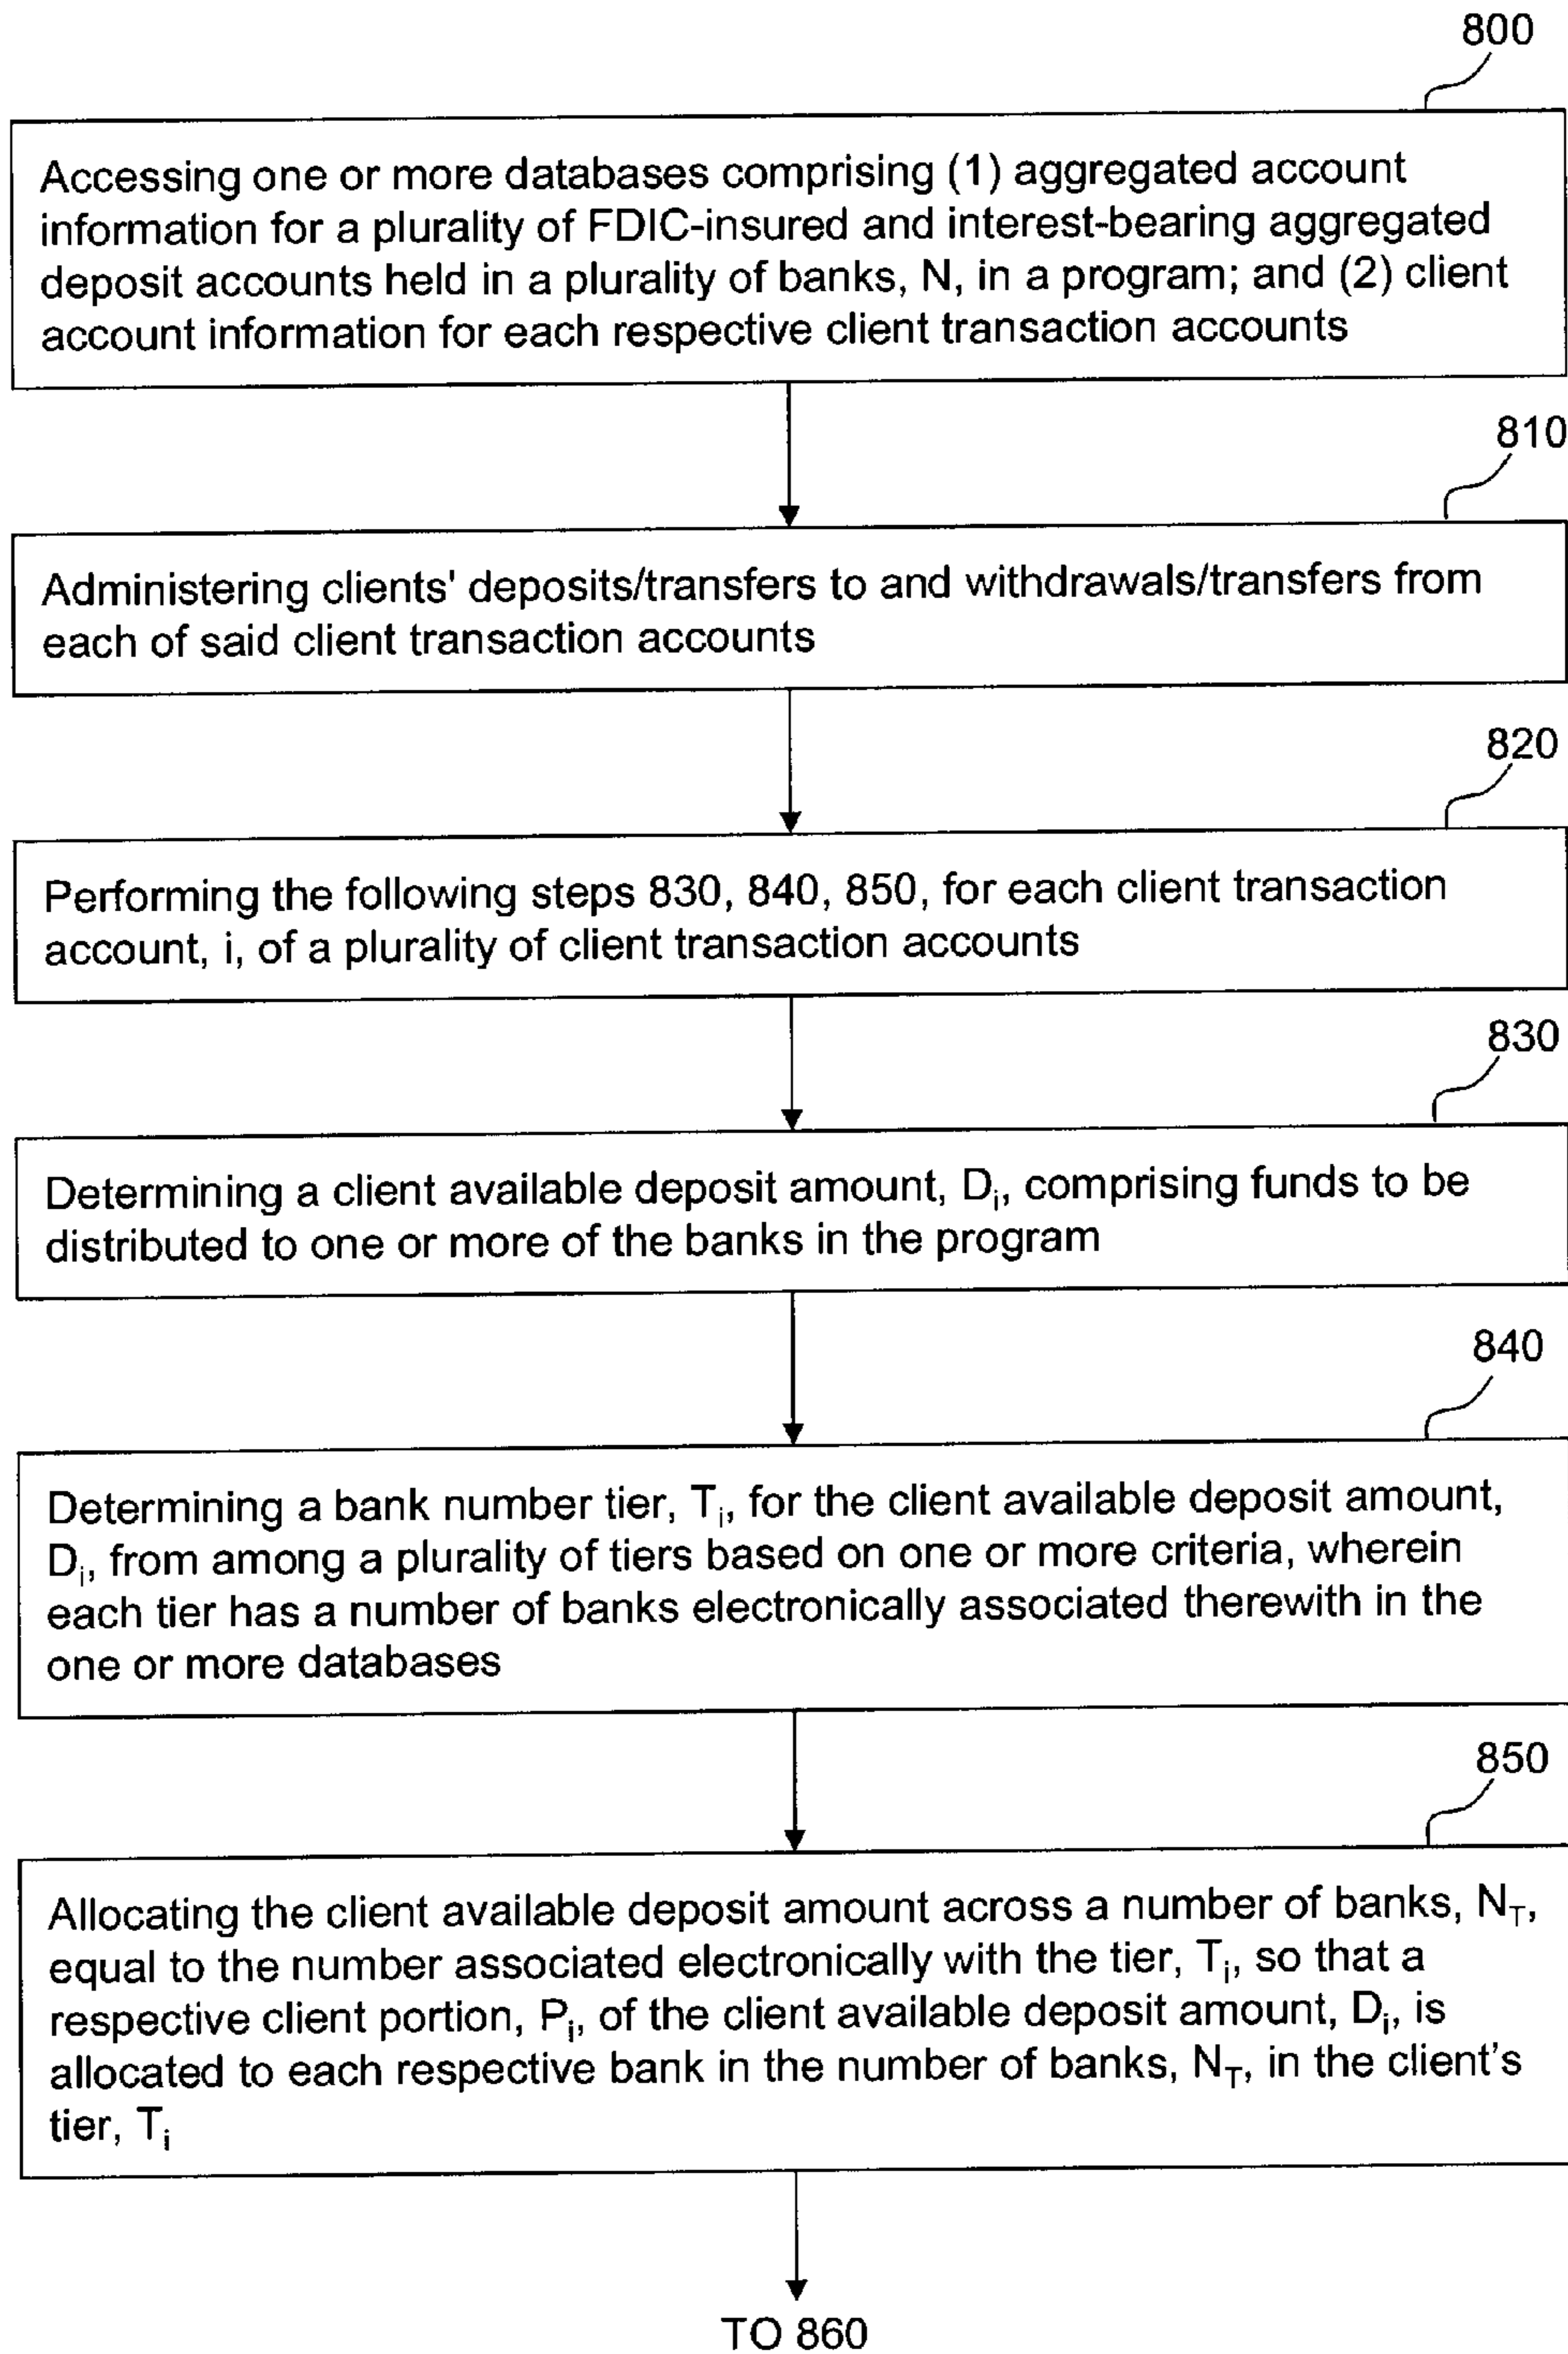 800
Accessing one or more databases comprising (1) aggregated account
information for a plurality of FDIC-insured and interest-bearing aggregated
deposit accounts held in a plurality of banks, N, in a program; and (2) client
account information for each respective client transaction accounts
810
Administering clients' deposits/transfers to and withdrawals/transfers from
each of said client transaction accounts
820
Performing the following steps 830, 840, 850, for each client transaction
account, i, of a plurality of client transaction accounts
830
Determining a client available deposit amount, Di, comprising funds to be
distributed to one or more of the banks in the program
840
Determining a bank number tier, Ti, for the client available deposit amount,
Di, from among a plurality of tiers based on one or more criteria, wherein
each tier has a number of banks electronically associated therewith in the
one or more databases
850
Allocating the client available deposit amount across a number of banks, NT,
equal to the number associated electronically with the tier, Ti, so that a
respective client portion, Pi, of the client available deposit amount, Di, is
allocated to each respective bank in the number of banks, NT, in the client's
tier, Ti
TO 860